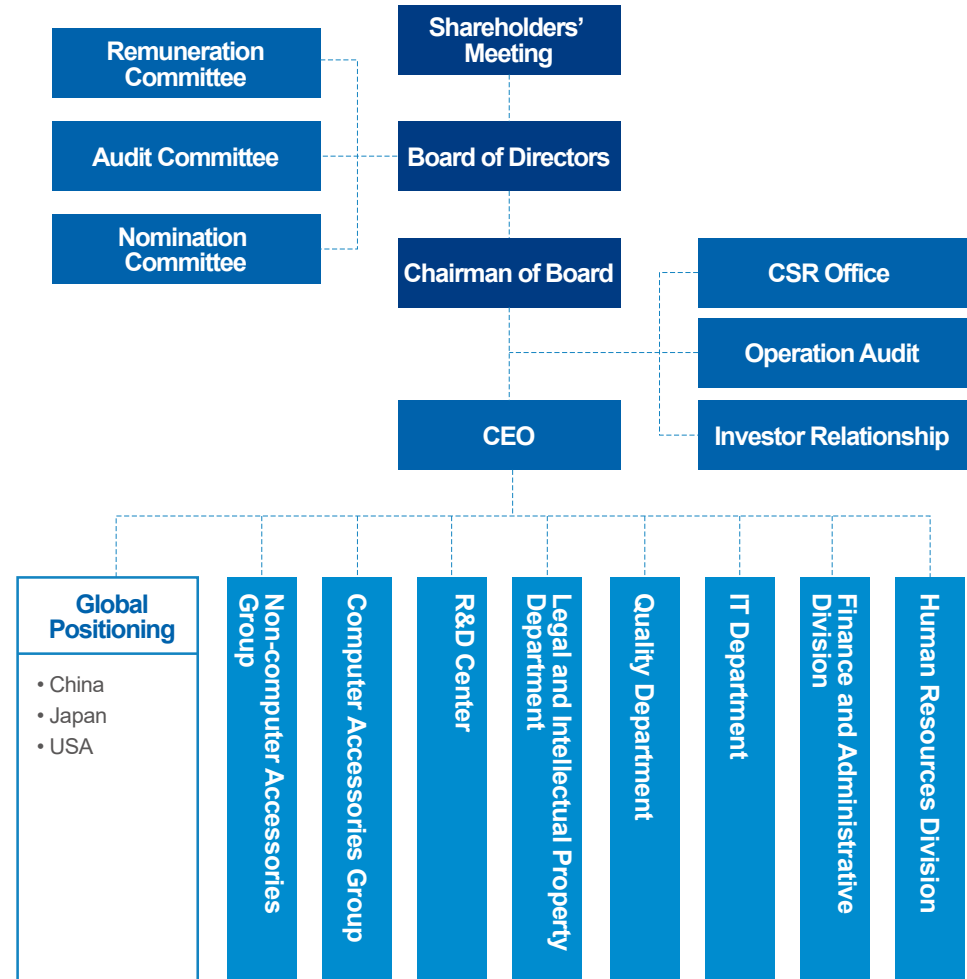 Shareholders'
Meeting
Remuneration
Committee
Audit Committee
Board of Directors
Nomination
Committee
Chairman of Board
CSR Office
Operation Audit
CEO
Investor Relationship
Global
Positioning
• China
• Japan
• USA
Non-computer Accessories
Group
Computer Accessories Group
R&D Center
Legal and Intellectual Property
Department
Quality Department
IT Department
Finance and Administrative
Division
Human Resources Division